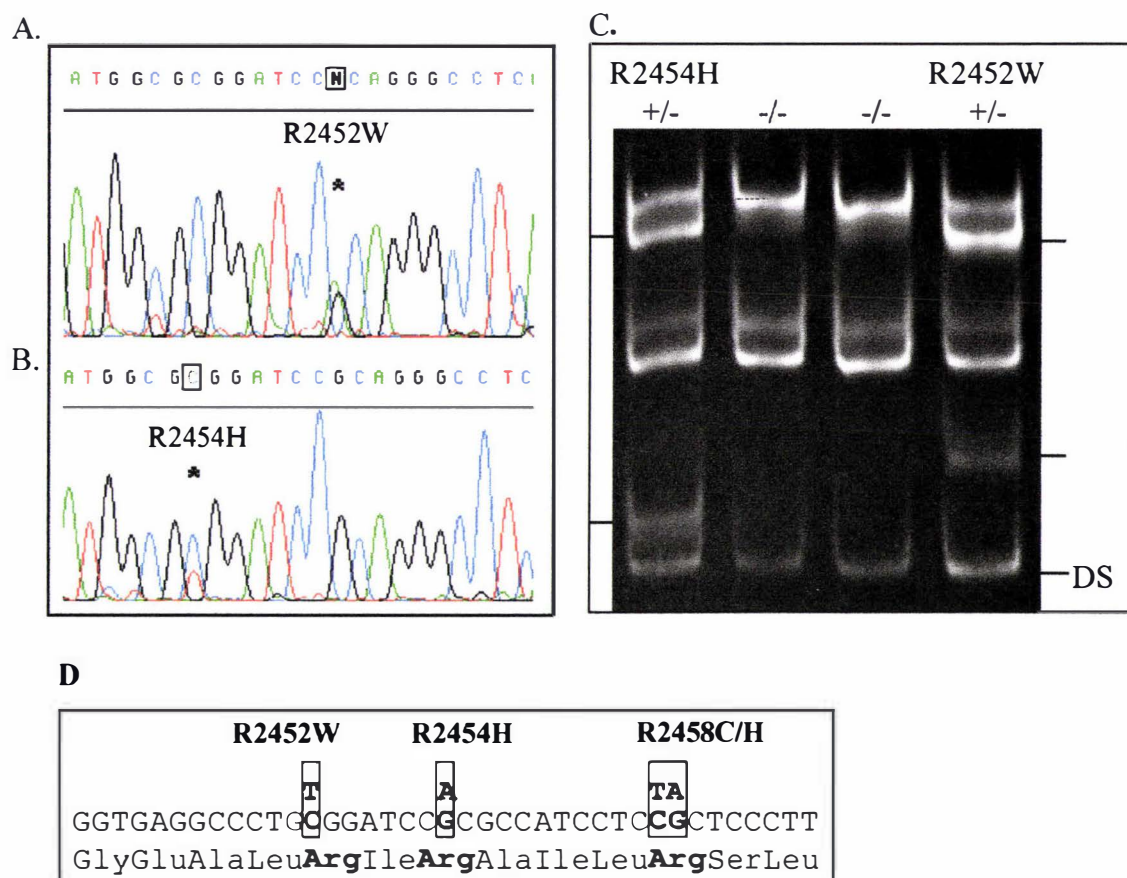 A.
A T G G C G C G G A T C C N C A G G G C C T C
R2452W
*
B.
A T G G C G C G G A T C C G C A G G G C C T C
R2454H
*
C.
R2454H R2452W
+/- -/- -/- +/-
DS
D
R2452W R2454H R2458C/H
T A TA
GGTGAGGCCCTGCGGATCCGCGCCATCCTCCGCTCCCTT
GlyGluAlaLeuArgIleArgAlaIleLeuArgSerLeu